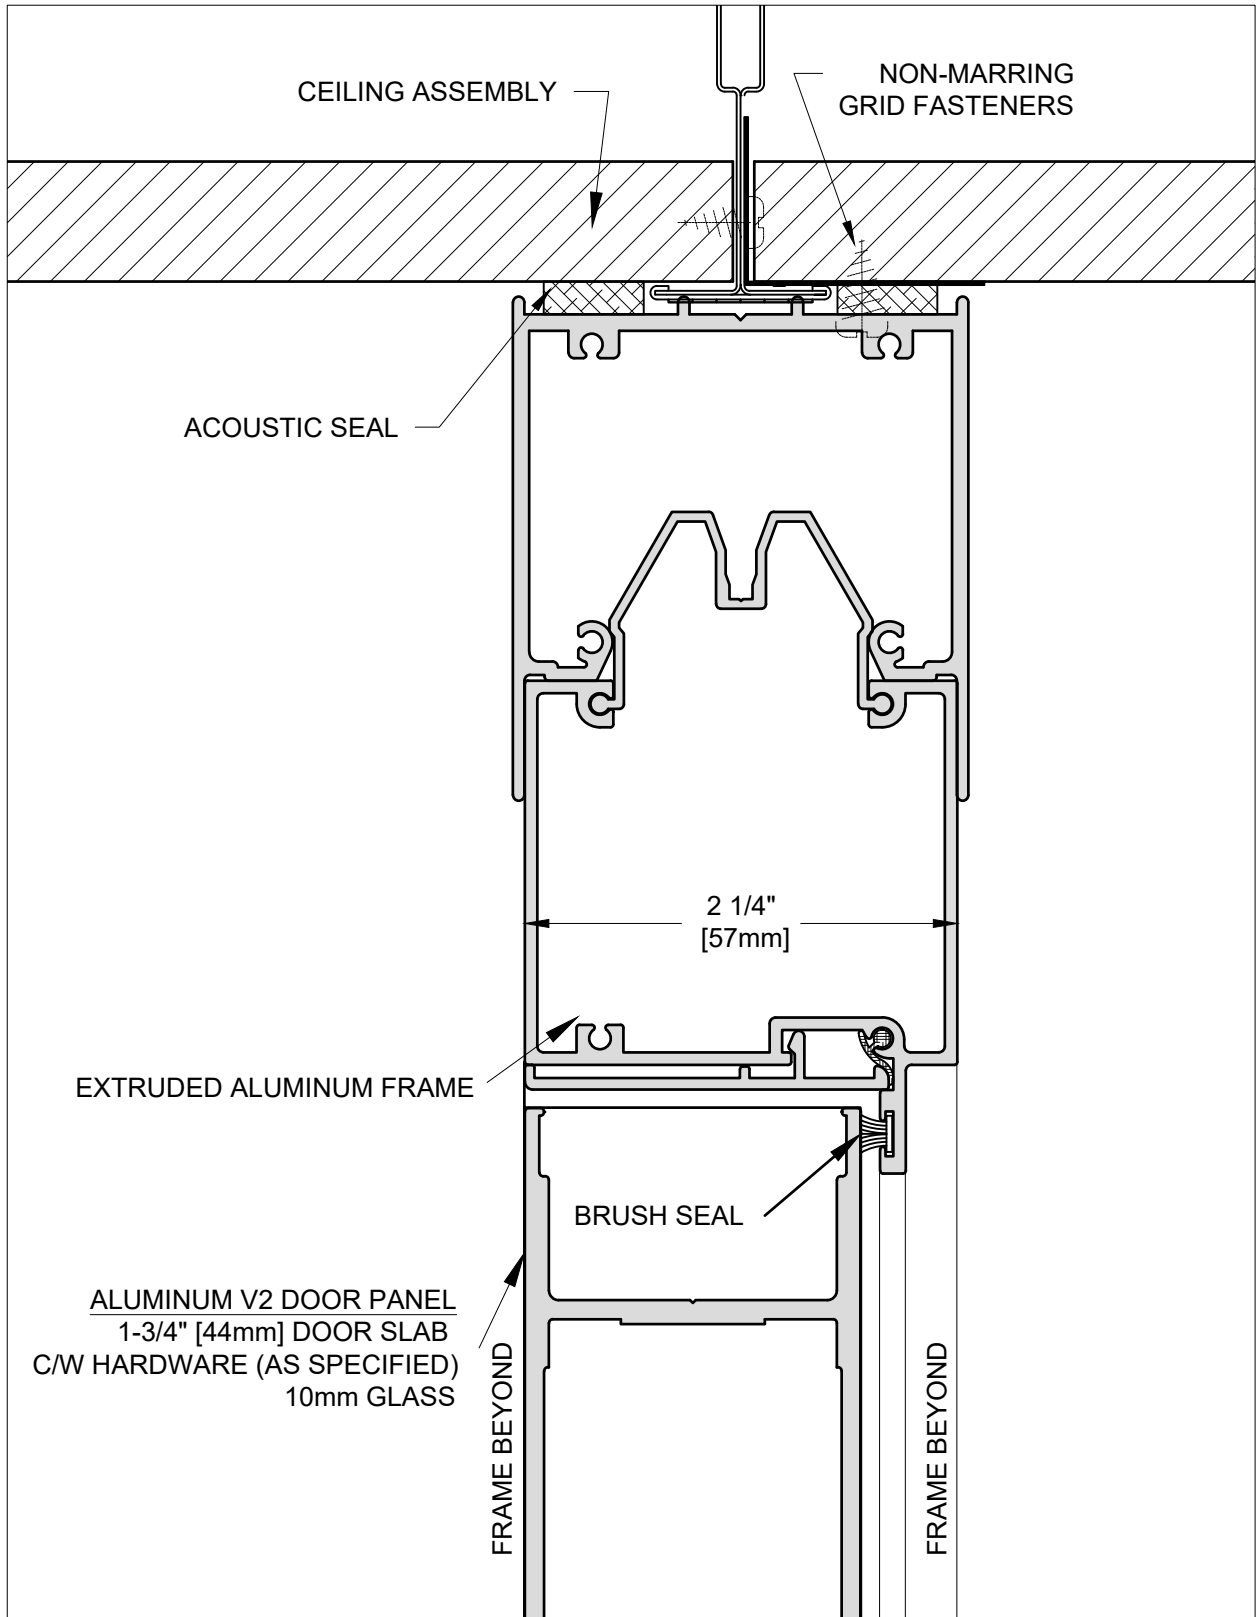 CEILING ASSEMBLY
NON-MARRING
GRID FASTENERS
ACOUSTIC SEAL
2 1/4"
[57mm]
EXTRUDED ALUMINUM FRAME
BRUSH SEAL
ALUMINUM V2 DOOR PANEL
1-3/4" [44mm] DOOR SLAB
C/W HARDWARE (AS SPECIFIED)
10mm GLASS
FRAME BEYOND
FRAME BEYOND